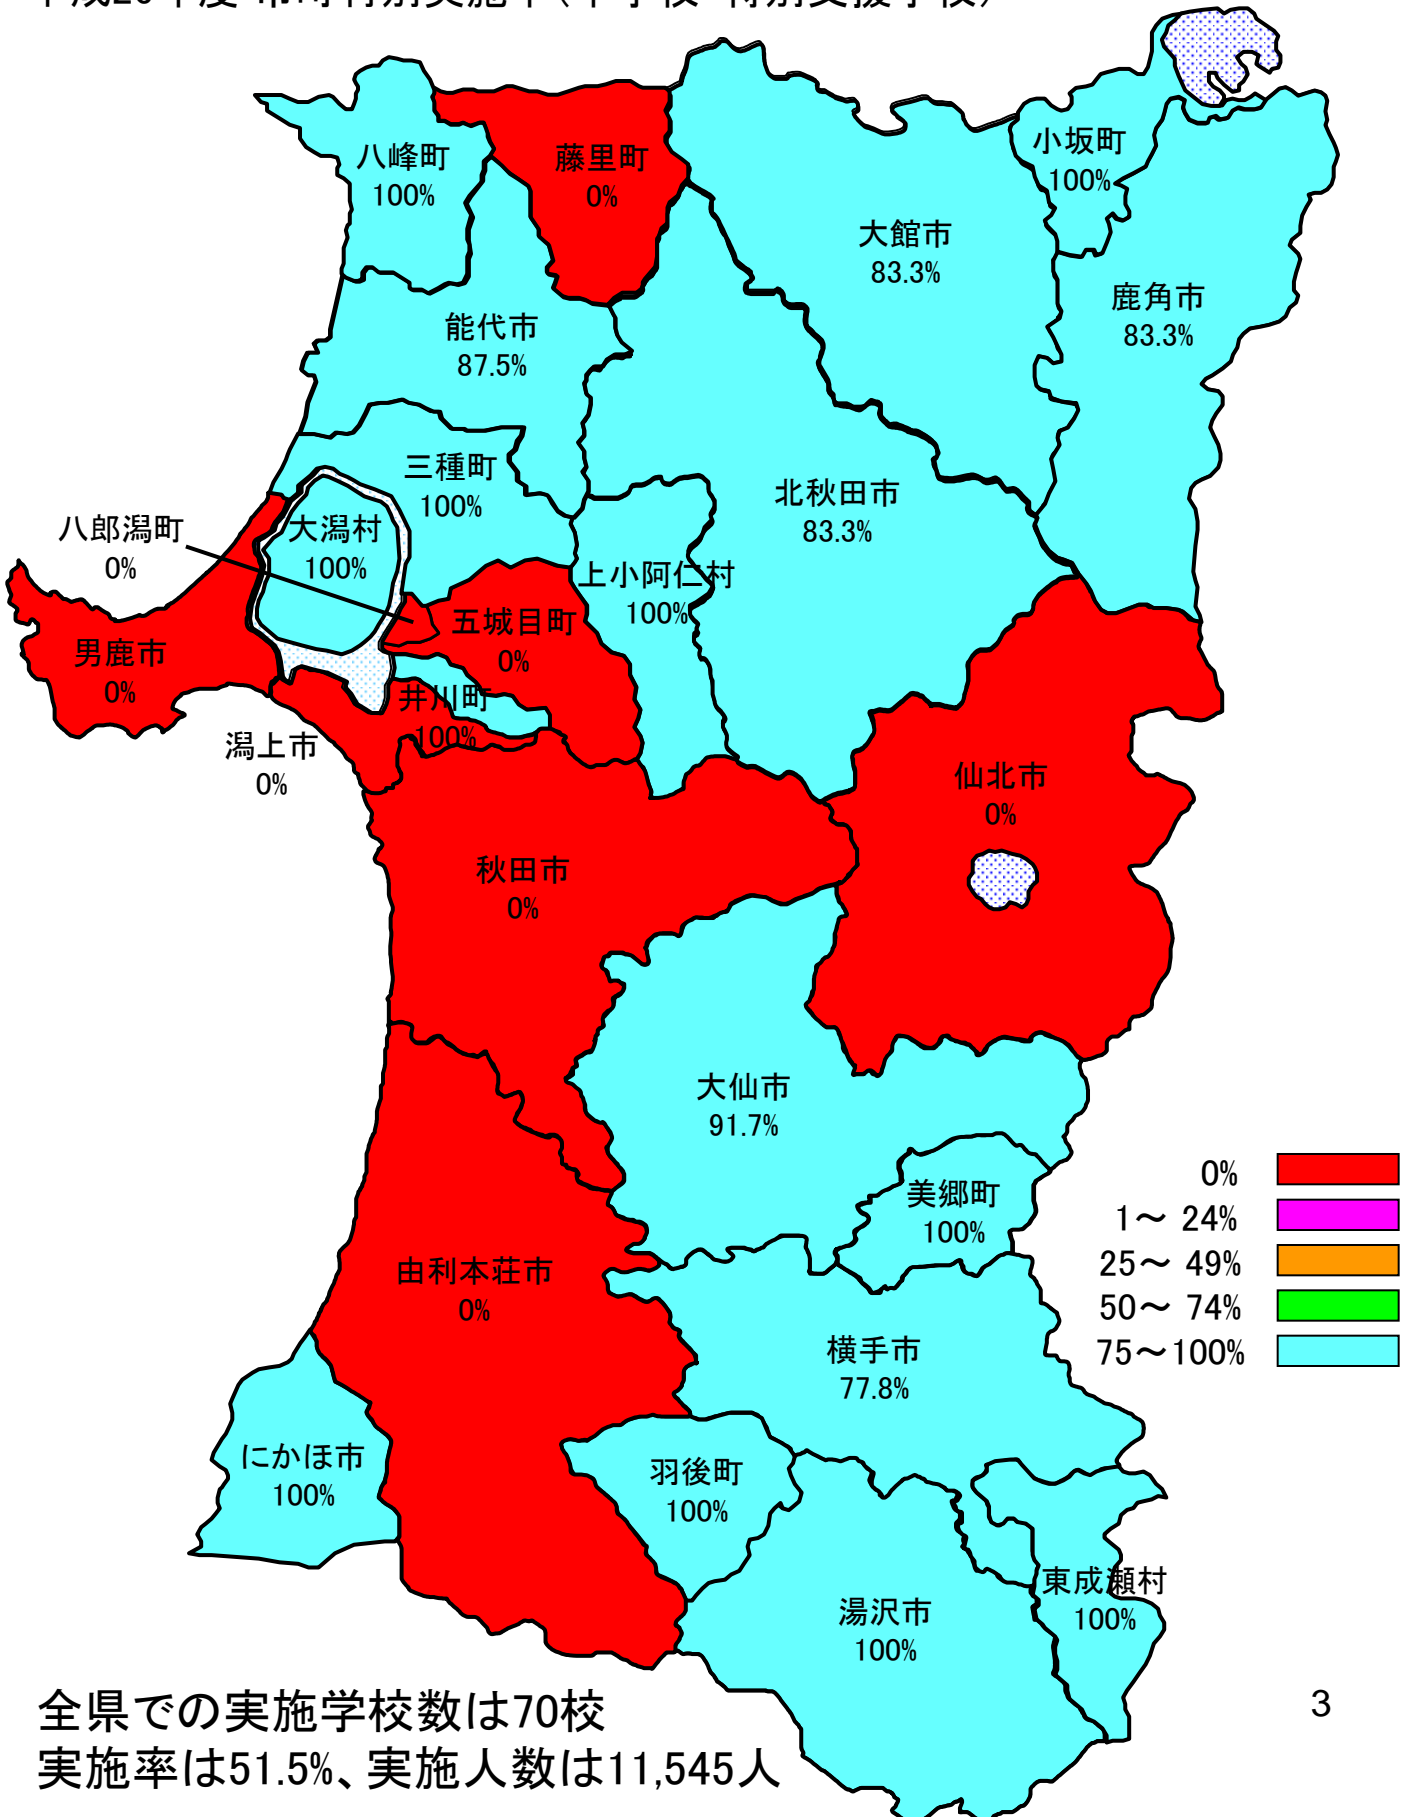 八峰町
100%
藤里町
0%
小坂町
100%
大館市
83.3%
鹿角市
83.3%
能代市
87.5%
三種町
100%
北秋田市
83.3%
八郎潟町
0%
大潟村
100%
上小阿仁村
100%
五城目町
0%
男鹿市
0%
井川町
100%
潟上市
0%
仙北市
0%
秋田市
0%
大仙市
91.7%
美郷町
100%
由利本荘市
0%
横手市
77.8%
にかほ市
100%
羽後町
100%
東成瀬村
100%
湯沢市
100%
0%
1～ 24%
25～ 49%
50～ 74%
75～100%
全県での実施学校数は70校
実施率は51.5%、実施人数は11,545人
3